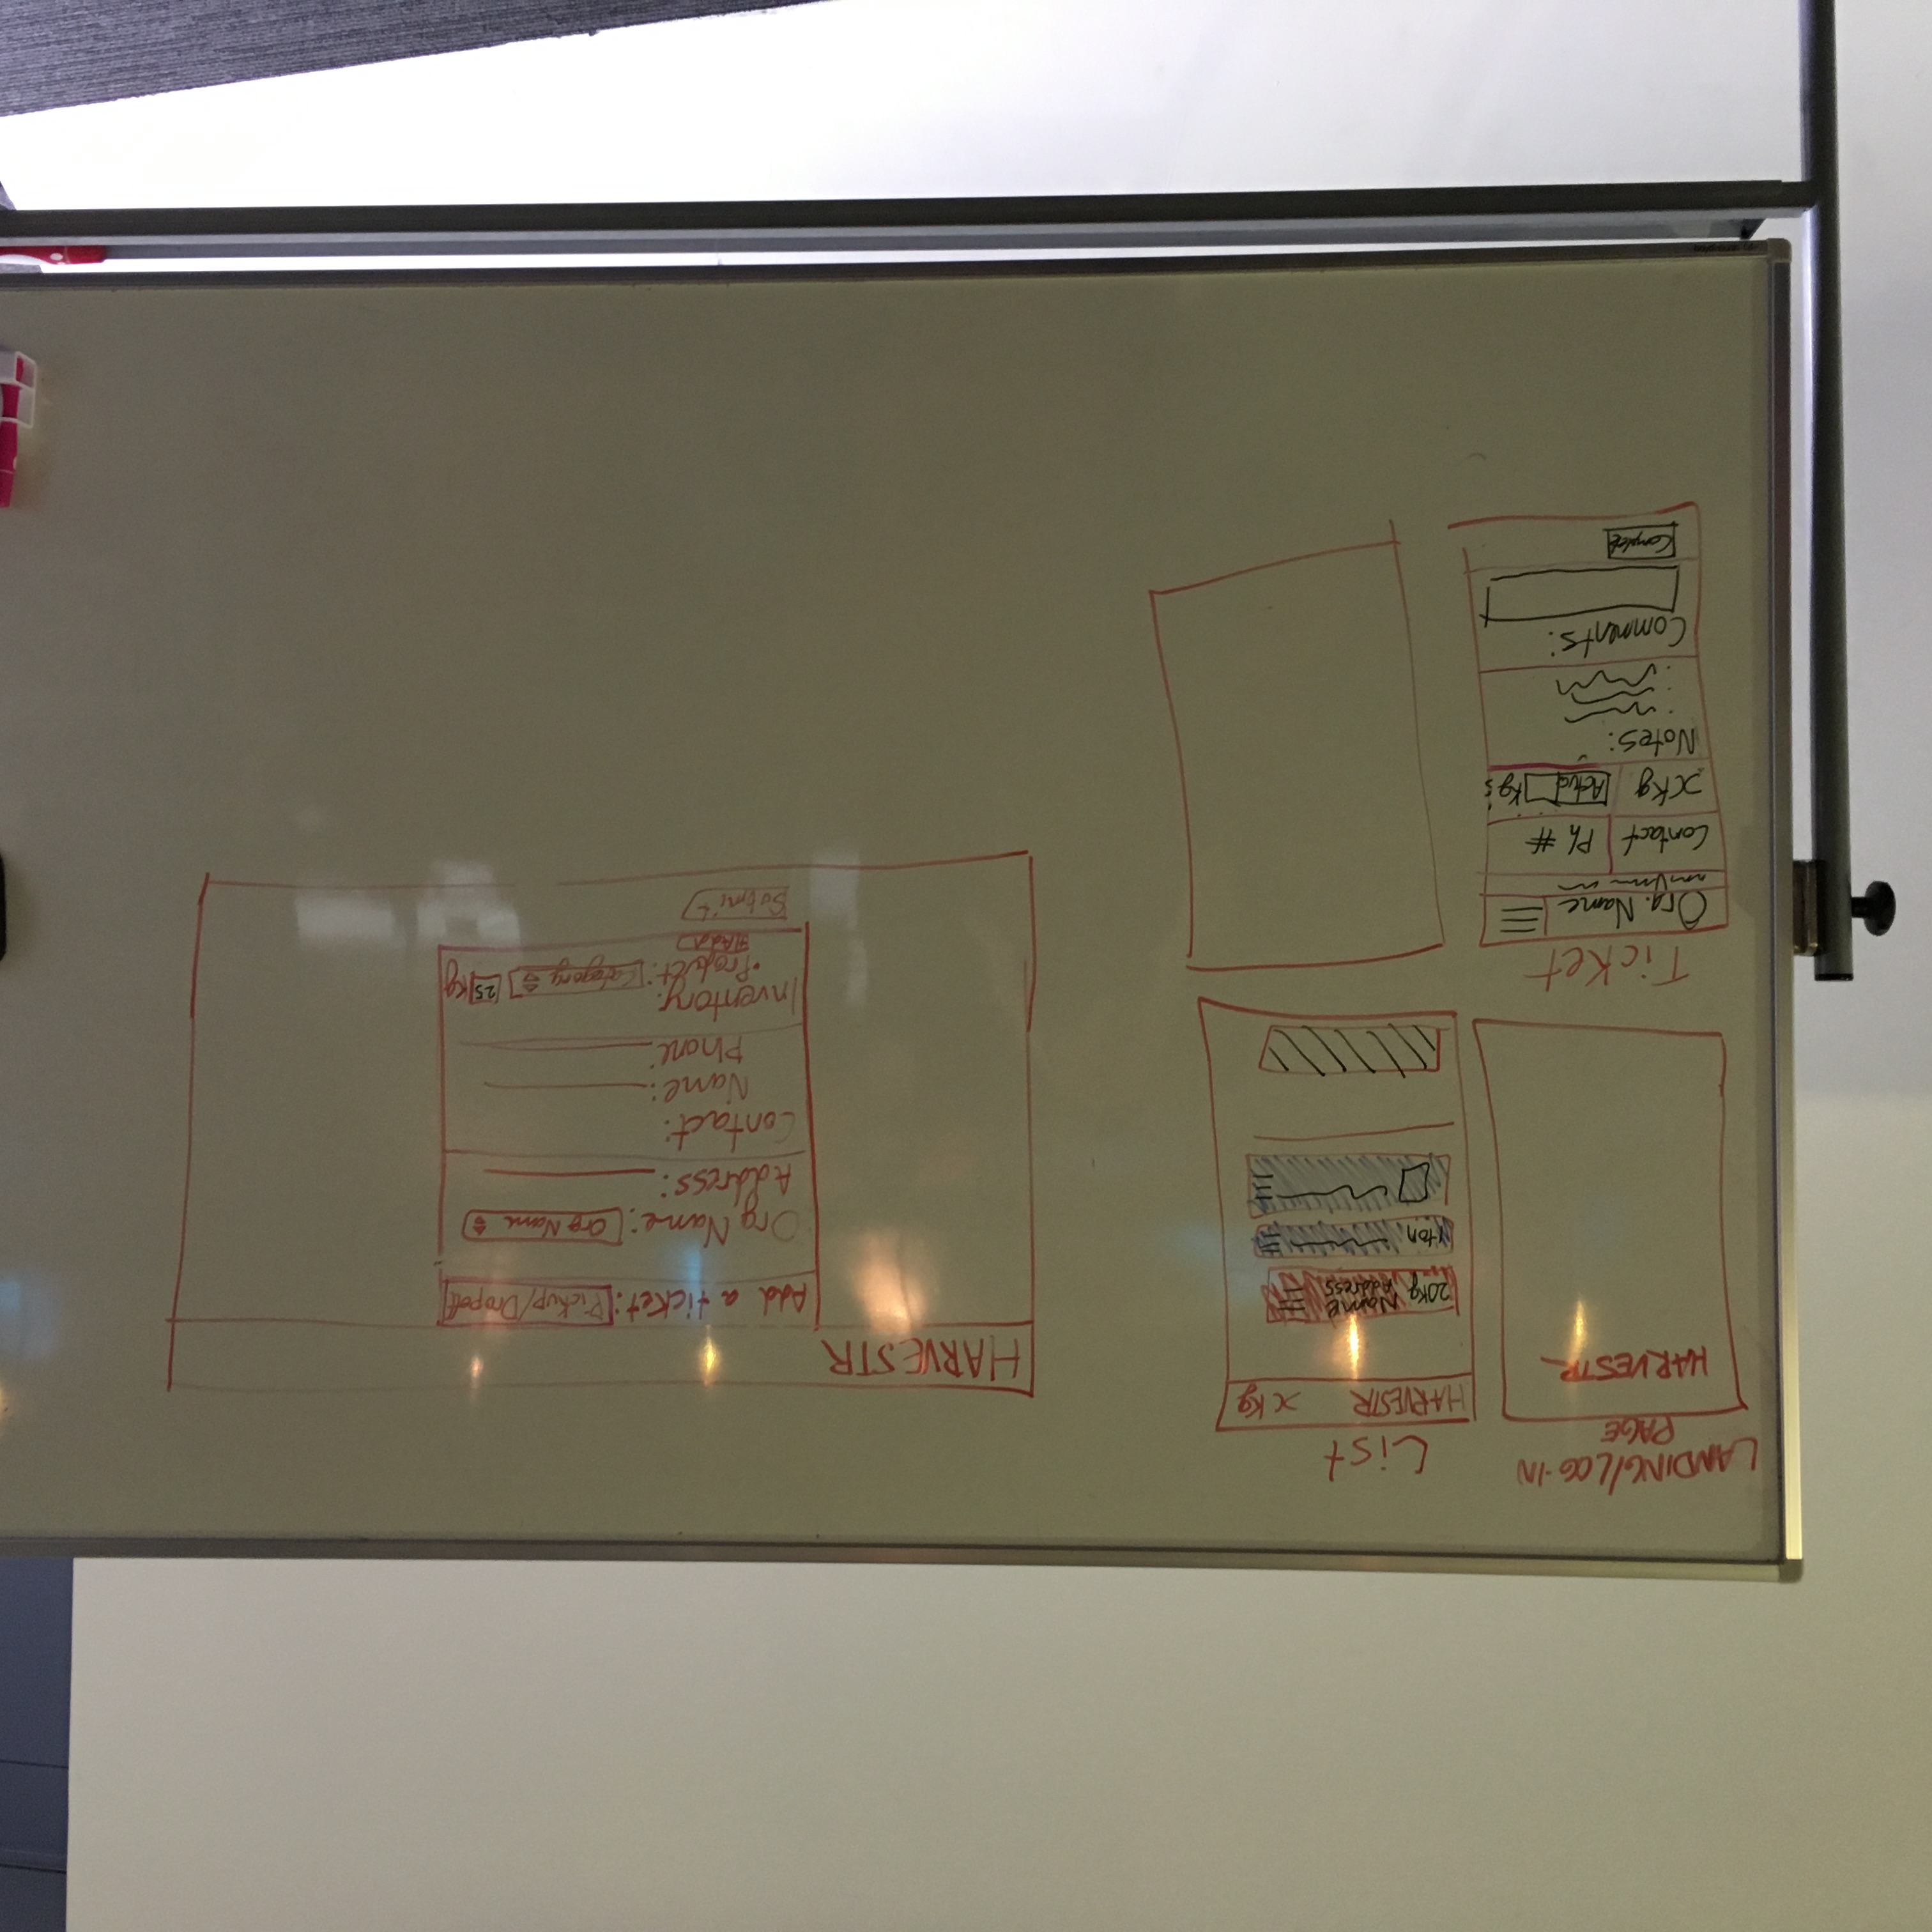 LANDING/LOG-IN
PAGE
HARVESTR
List
HARVESTR x Kg
20Kg Name
Address
1 ton
Ticket
Org. Name
Contact Ph #
xKg Actual Kg's
Notes:
Comments:
Complete
HARVESTR
Add a ticket: Pickup/Dropoff
Org Name: Org Name
Address:
Contact:
Name:
Phone:
Inventory:
• Product: Category 25 Kg
+Add
Submit